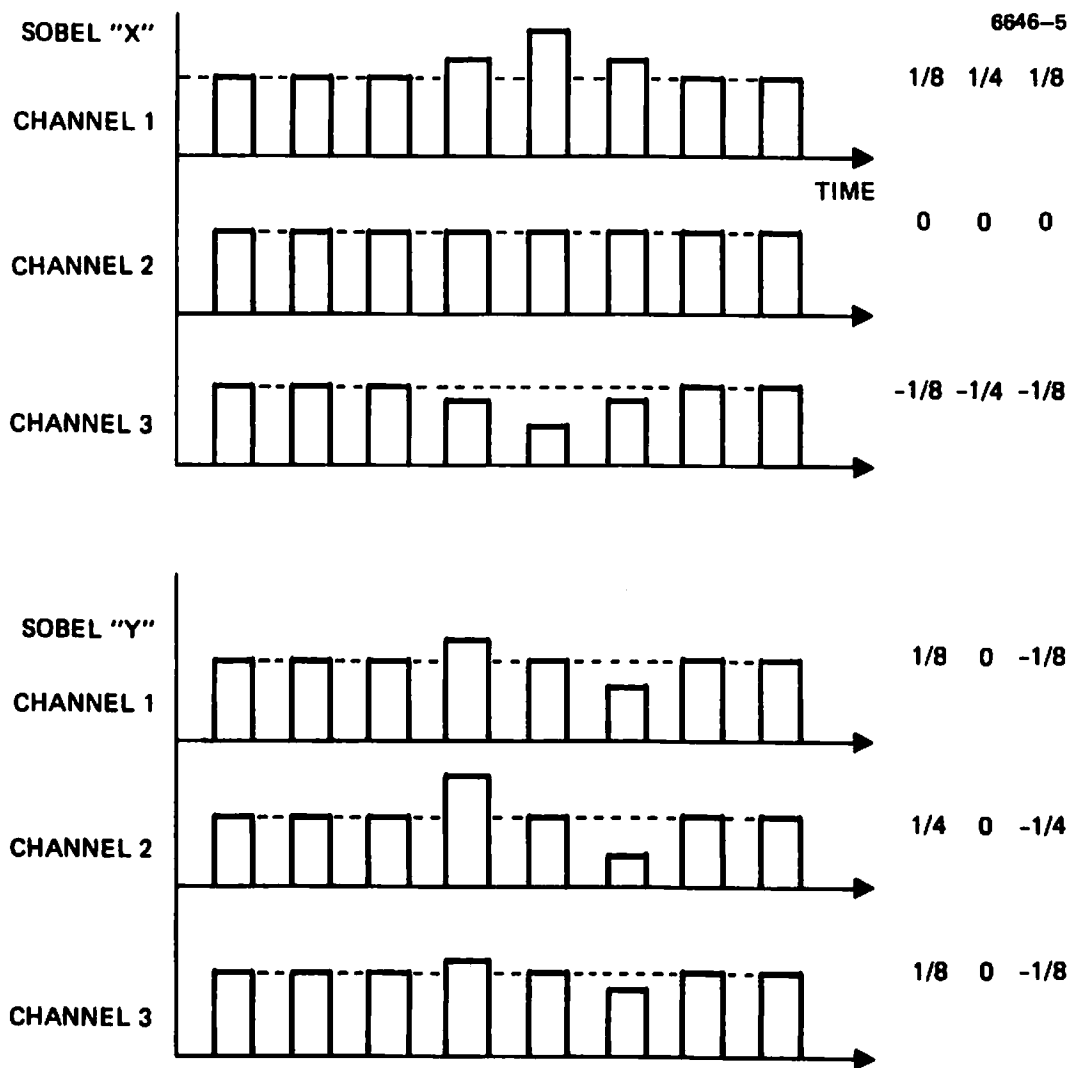 6646-5
SOBEL "X"
1/8 1/4 1/8
CHANNEL 1
TIME
0 0 0
CHANNEL 2
-1/8 -1/4 -1/8
CHANNEL 3
SOBEL "Y"
1/8 0 -1/8
CHANNEL 1
1/4 0 -1/4
CHANNEL 2
1/8 0 -1/8
CHANNEL 3